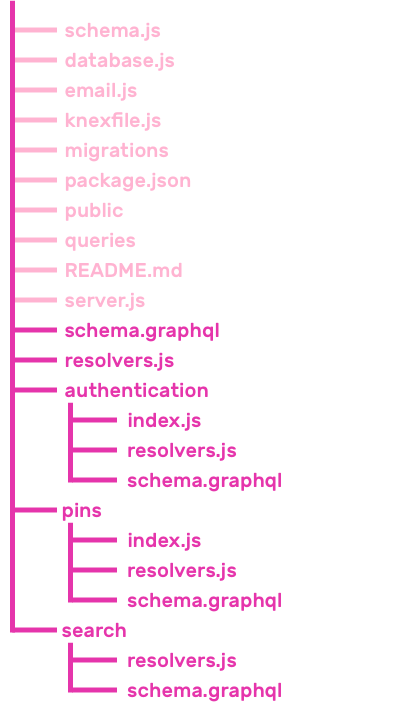 schema.js
database.js
email.js
knexfile.js
migrations
package.json
public
queries
README.md
server.js
schema.graphql
resolvers.js
authentication
index.js
resolvers.js
schema.graphql
pins
index.js
resolvers.js
schema.graphql
search
resolvers.js
schema.graphql